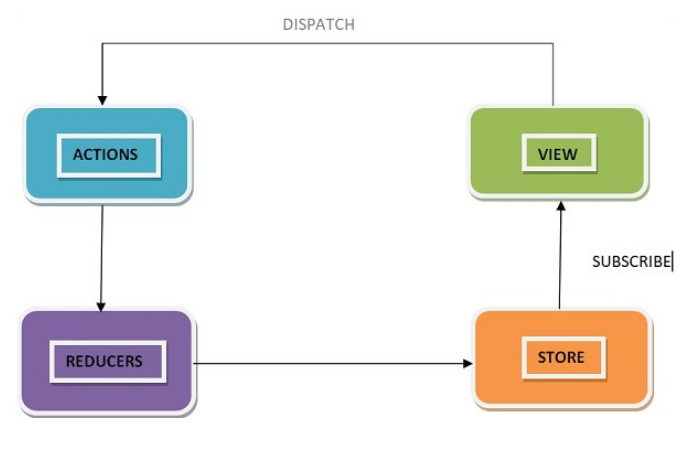 DISPATCH
ACTIONS
VIEW
SUBSCRIBE
REDUCERS
STORE